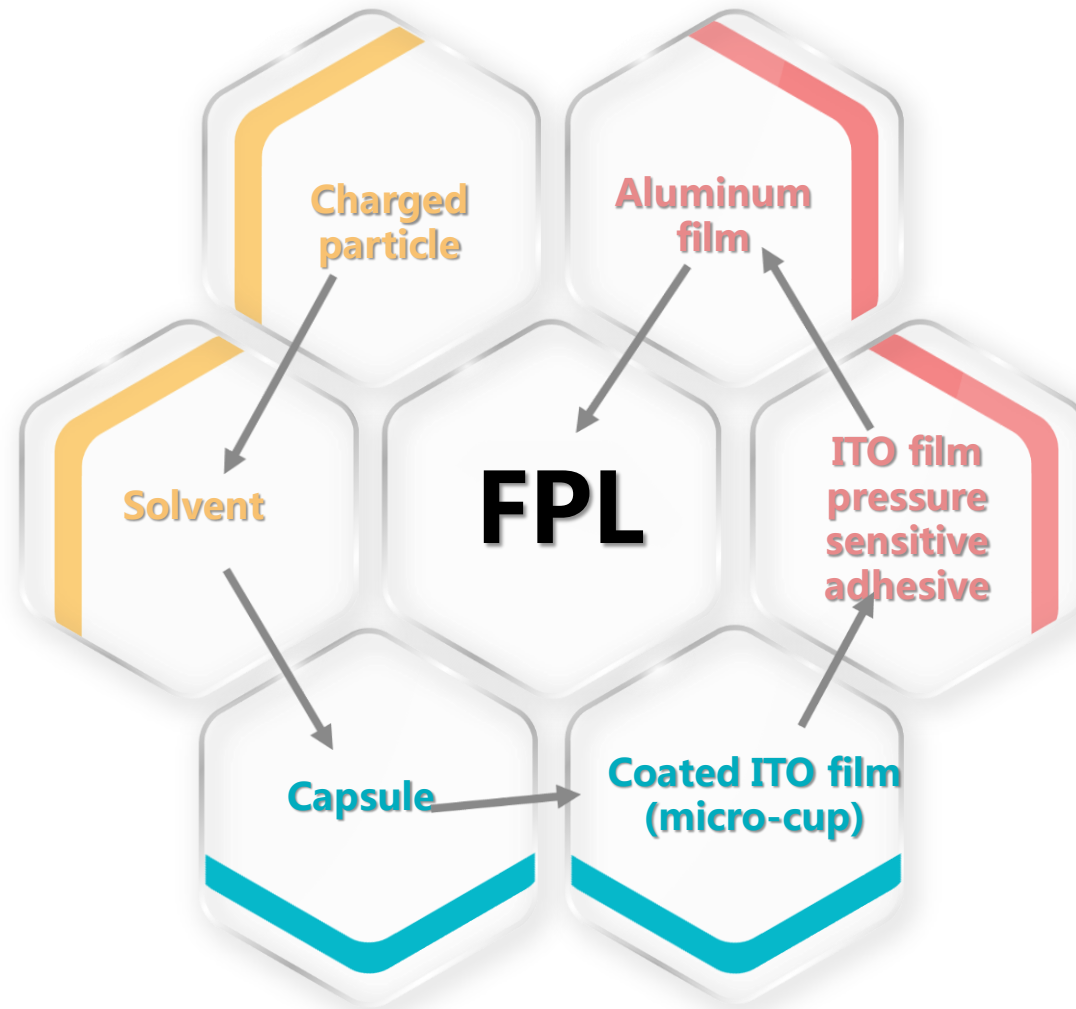 Charged
particle
Aluminum
film
Solvent
FPL
ITO film
pressure
sensitive
adhesive
Capsule
Coated ITO film
(micro-cup)